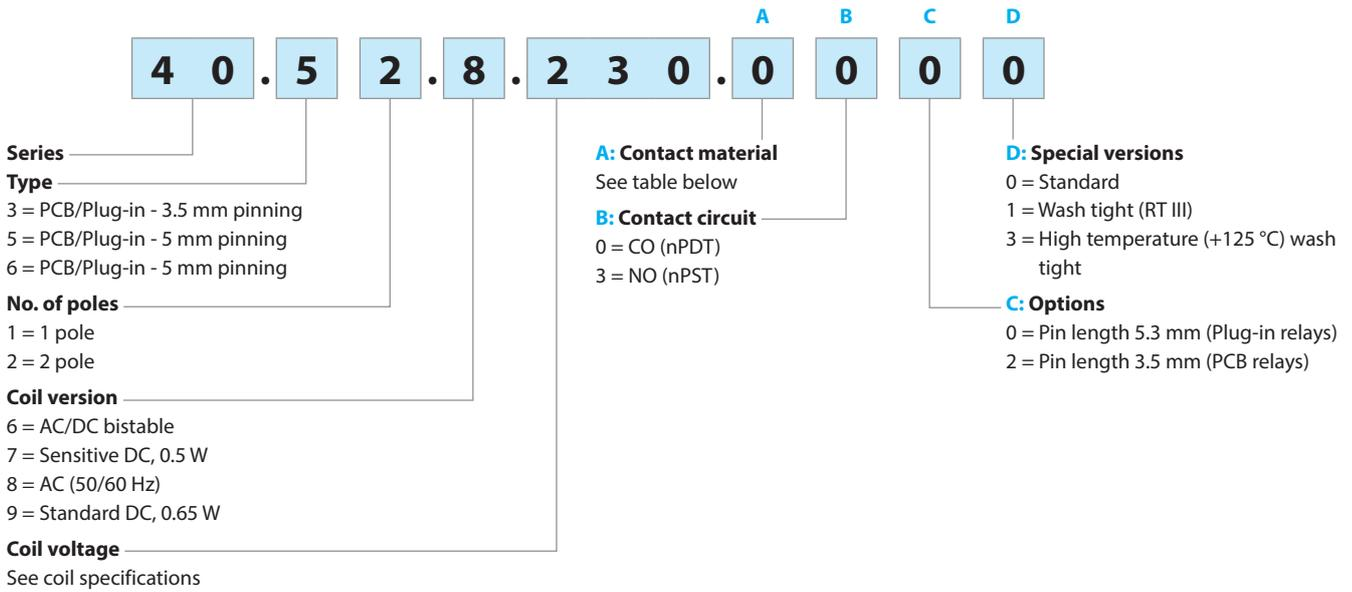 A B C D
4 0 . 5 2 . 8 . 2 3 0 . 0 0 0 0
Series
Type
3 = PCB/Plug-in - 3.5 mm pinning
5 = PCB/Plug-in - 5 mm pinning
6 = PCB/Plug-in - 5 mm pinning
No. of poles
1 = 1 pole
2 = 2 pole
Coil version
6 = AC/DC bistable
7 = Sensitive DC, 0.5 W
8 = AC (50/60 Hz)
9 = Standard DC, 0.65 W
Coil voltage
See coil specifications
A: Contact material
See table below
B: Contact circuit
0 = CO (nPDT)
3 = NO (nPST)
D: Special versions
0 = Standard
1 = Wash tight (RT III)
3 = High temperature (+125 °C) wash
tight
C: Options
0 = Pin length 5.3 mm (Plug-in relays)
2 = Pin length 3.5 mm (PCB relays)